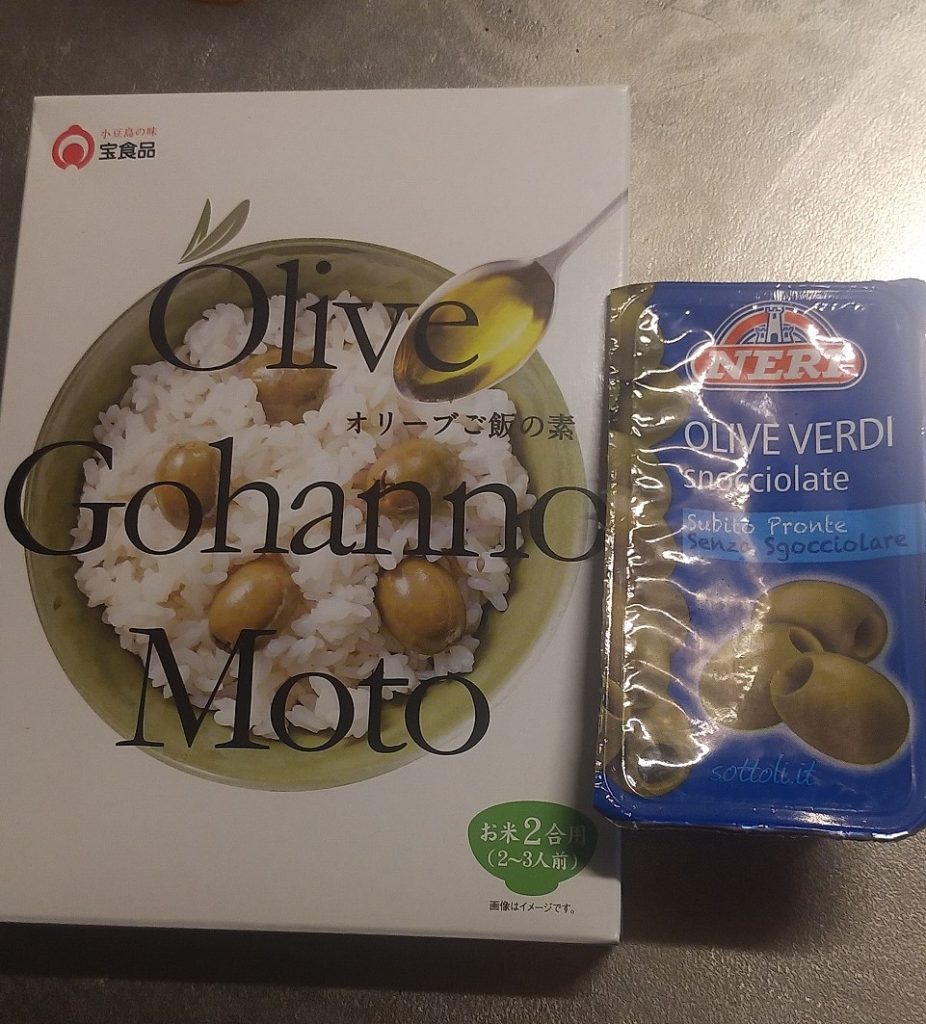 小豆島の味
宝食品
Olive
オリーブご飯の素
Gohanno
Moto
お米2合用
(2~3人前)
画像はイメージです。
NERI
OLIVE VERDI
snocciolate
Subito Pronte
Senza Sgocciolare
sottoli.it